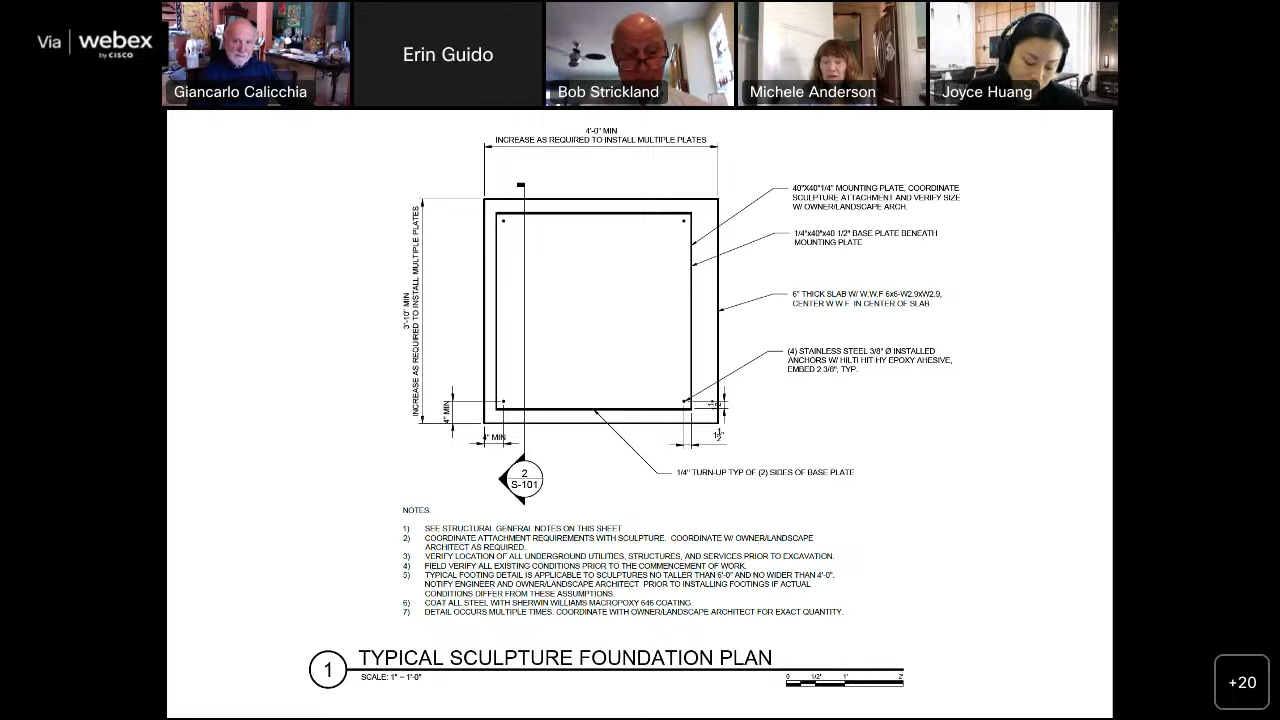 Via webex
by CISCO
Giancarlo Calicchia
Erin Guido
Bob Strickland
Michele Anderson
Joyce Huang
4'-0" MIN
INCREASE AS REQUIRED TO INSTALL MULTIPLE PLATES
3'-10" MIN
INCREASE AS REQUIRED TO INSTALL MULTIPLE PLATES
40"X40"1/4" MOUNTING PLATE, COORDINATE
SCULPTURE ATTACHMENT AND VERIFY SIZE
W/ OWNER/LANDSCAPE ARCH.
1/4"x40"x40 1/2" BASE PLATE BENEATH
MOUNTING PLATE
6" THICK SLAB W/ W.W.F 6x6-W2.9xW2.9,
CENTER W.W.F IN CENTER OF SLAB
(4) STAINLESS STEEL 3/8" Ø INSTALLED
ANCHORS W/ HILTI HIT-HY EPOXY AHESIVE,
EMBED 2 3/8", TYP.
4" MIN
4" MIN
1/4" TURN-UP TYP OF (2) SIDES OF BASE PLATE
2
S-101
NOTES:
1) SEE STRUCTURAL GENERAL NOTES ON THIS SHEET
2) COORDINATE ATTACHMENT REQUIREMENTS WITH SCULPTURE. COORDINATE W/ OWNER/LANDSCAPE
ARCHITECT AS REQUIRED.
3) VERIFY LOCATION OF ALL UNDERGROUND UTILITIES, STRUCTURES, AND SERVICES PRIOR TO EXCAVATION.
4) FIELD VERIFY ALL EXISTING CONDITIONS PRIOR TO THE COMMENCEMENT OF WORK.
5) TYPICAL FOOTING DETAIL IS APPLICABLE TO SCULPTURES NO TALLER THAN 6'-0" AND NO WIDER THAN 4'-0".
NOTIFY ENGINEER AND OWNER/LANDSCAPE ARCHITECT PRIOR TO INSTALLING FOOTINGS IF ACTUAL
CONDITIONS DIFFER FROM THESE ASSUMPTIONS.
6) COAT ALL STEEL WITH SHERWIN WILLIAMS MACROPOXY 646 COATING.
7) DETAIL OCCURS MULTIPLE TIMES. COORDINATE WITH OWNER/LANDSCAPE ARCHITECT FOR EXACT QUANTITY.
1 TYPICAL SCULPTURE FOUNDATION PLAN
SCALE: 1" = 1'-0"
0 1/2' 1' 2'
+20